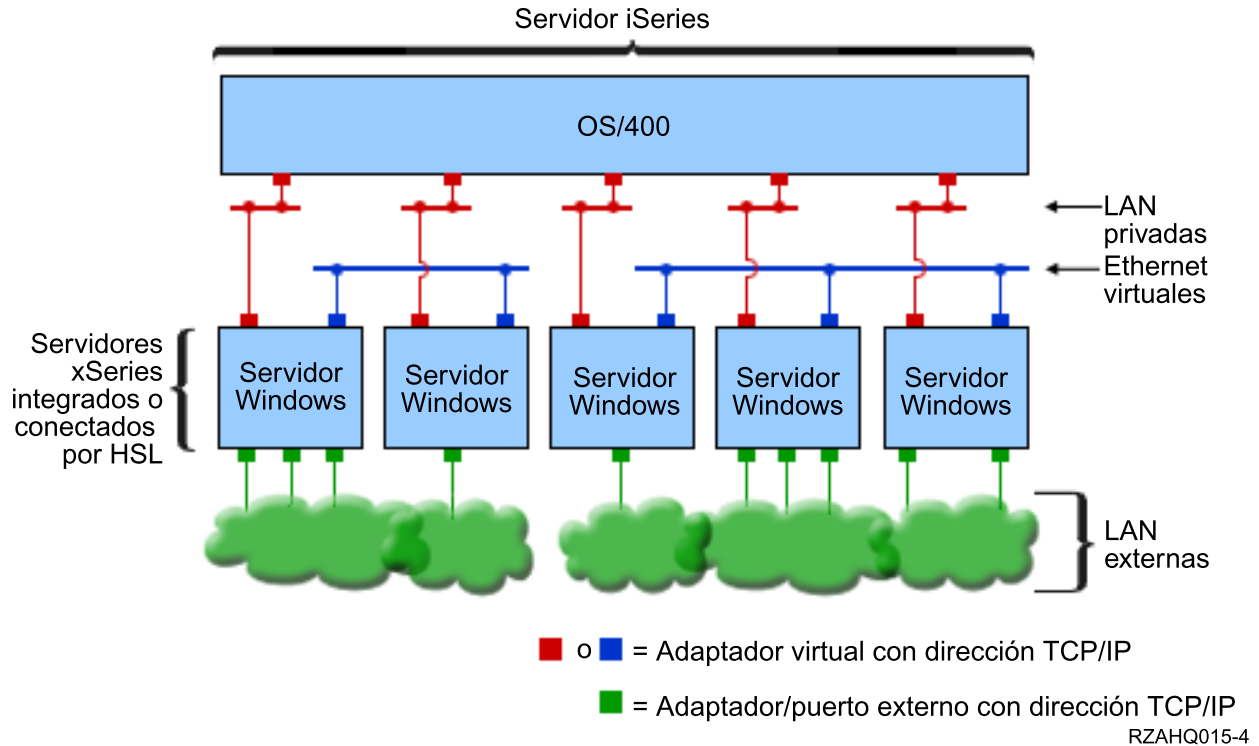 Servidor iSeries
OS/400
LAN
privadas
Ethernet
virtuales
Servidores
xSeries
integrados o
conectados
por HSL
Servidor
Windows
Servidor
Windows
Servidor
Windows
Servidor
Windows
Servidor
Windows
LAN
externas
o = Adaptador virtual con dirección TCP/IP
= Adaptador/puerto externo con dirección TCP/IP
RZAHQ015-4